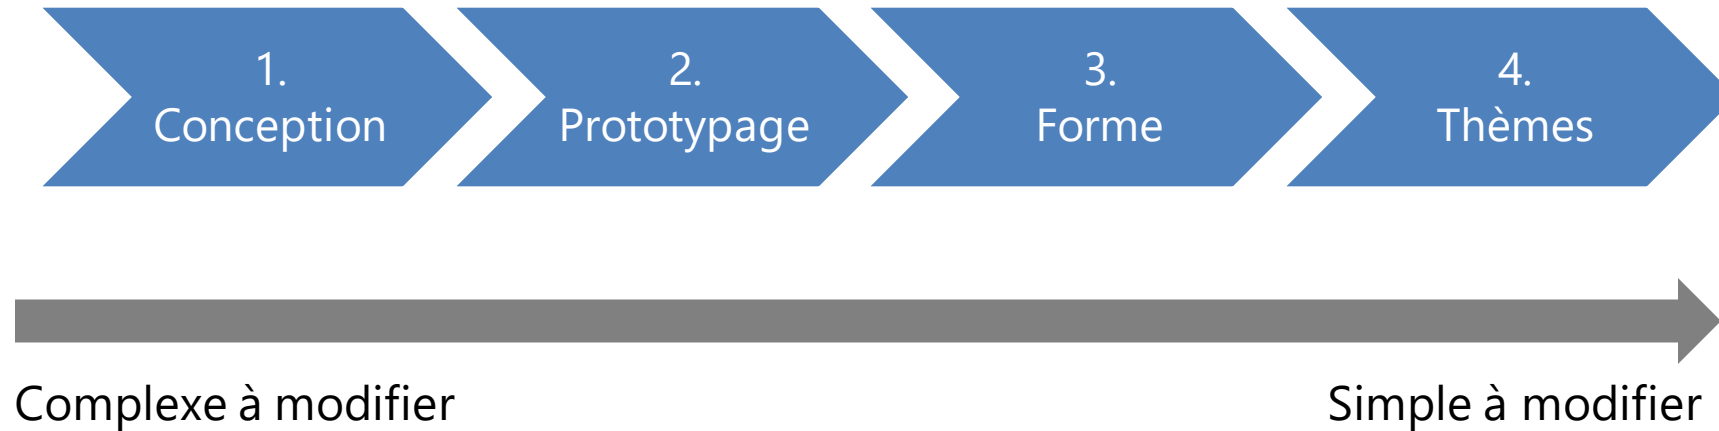 1.
Conception
2.
Prototypage
3.
Forme
4.
Thèmes
Complexe à modifier
Simple à modifier